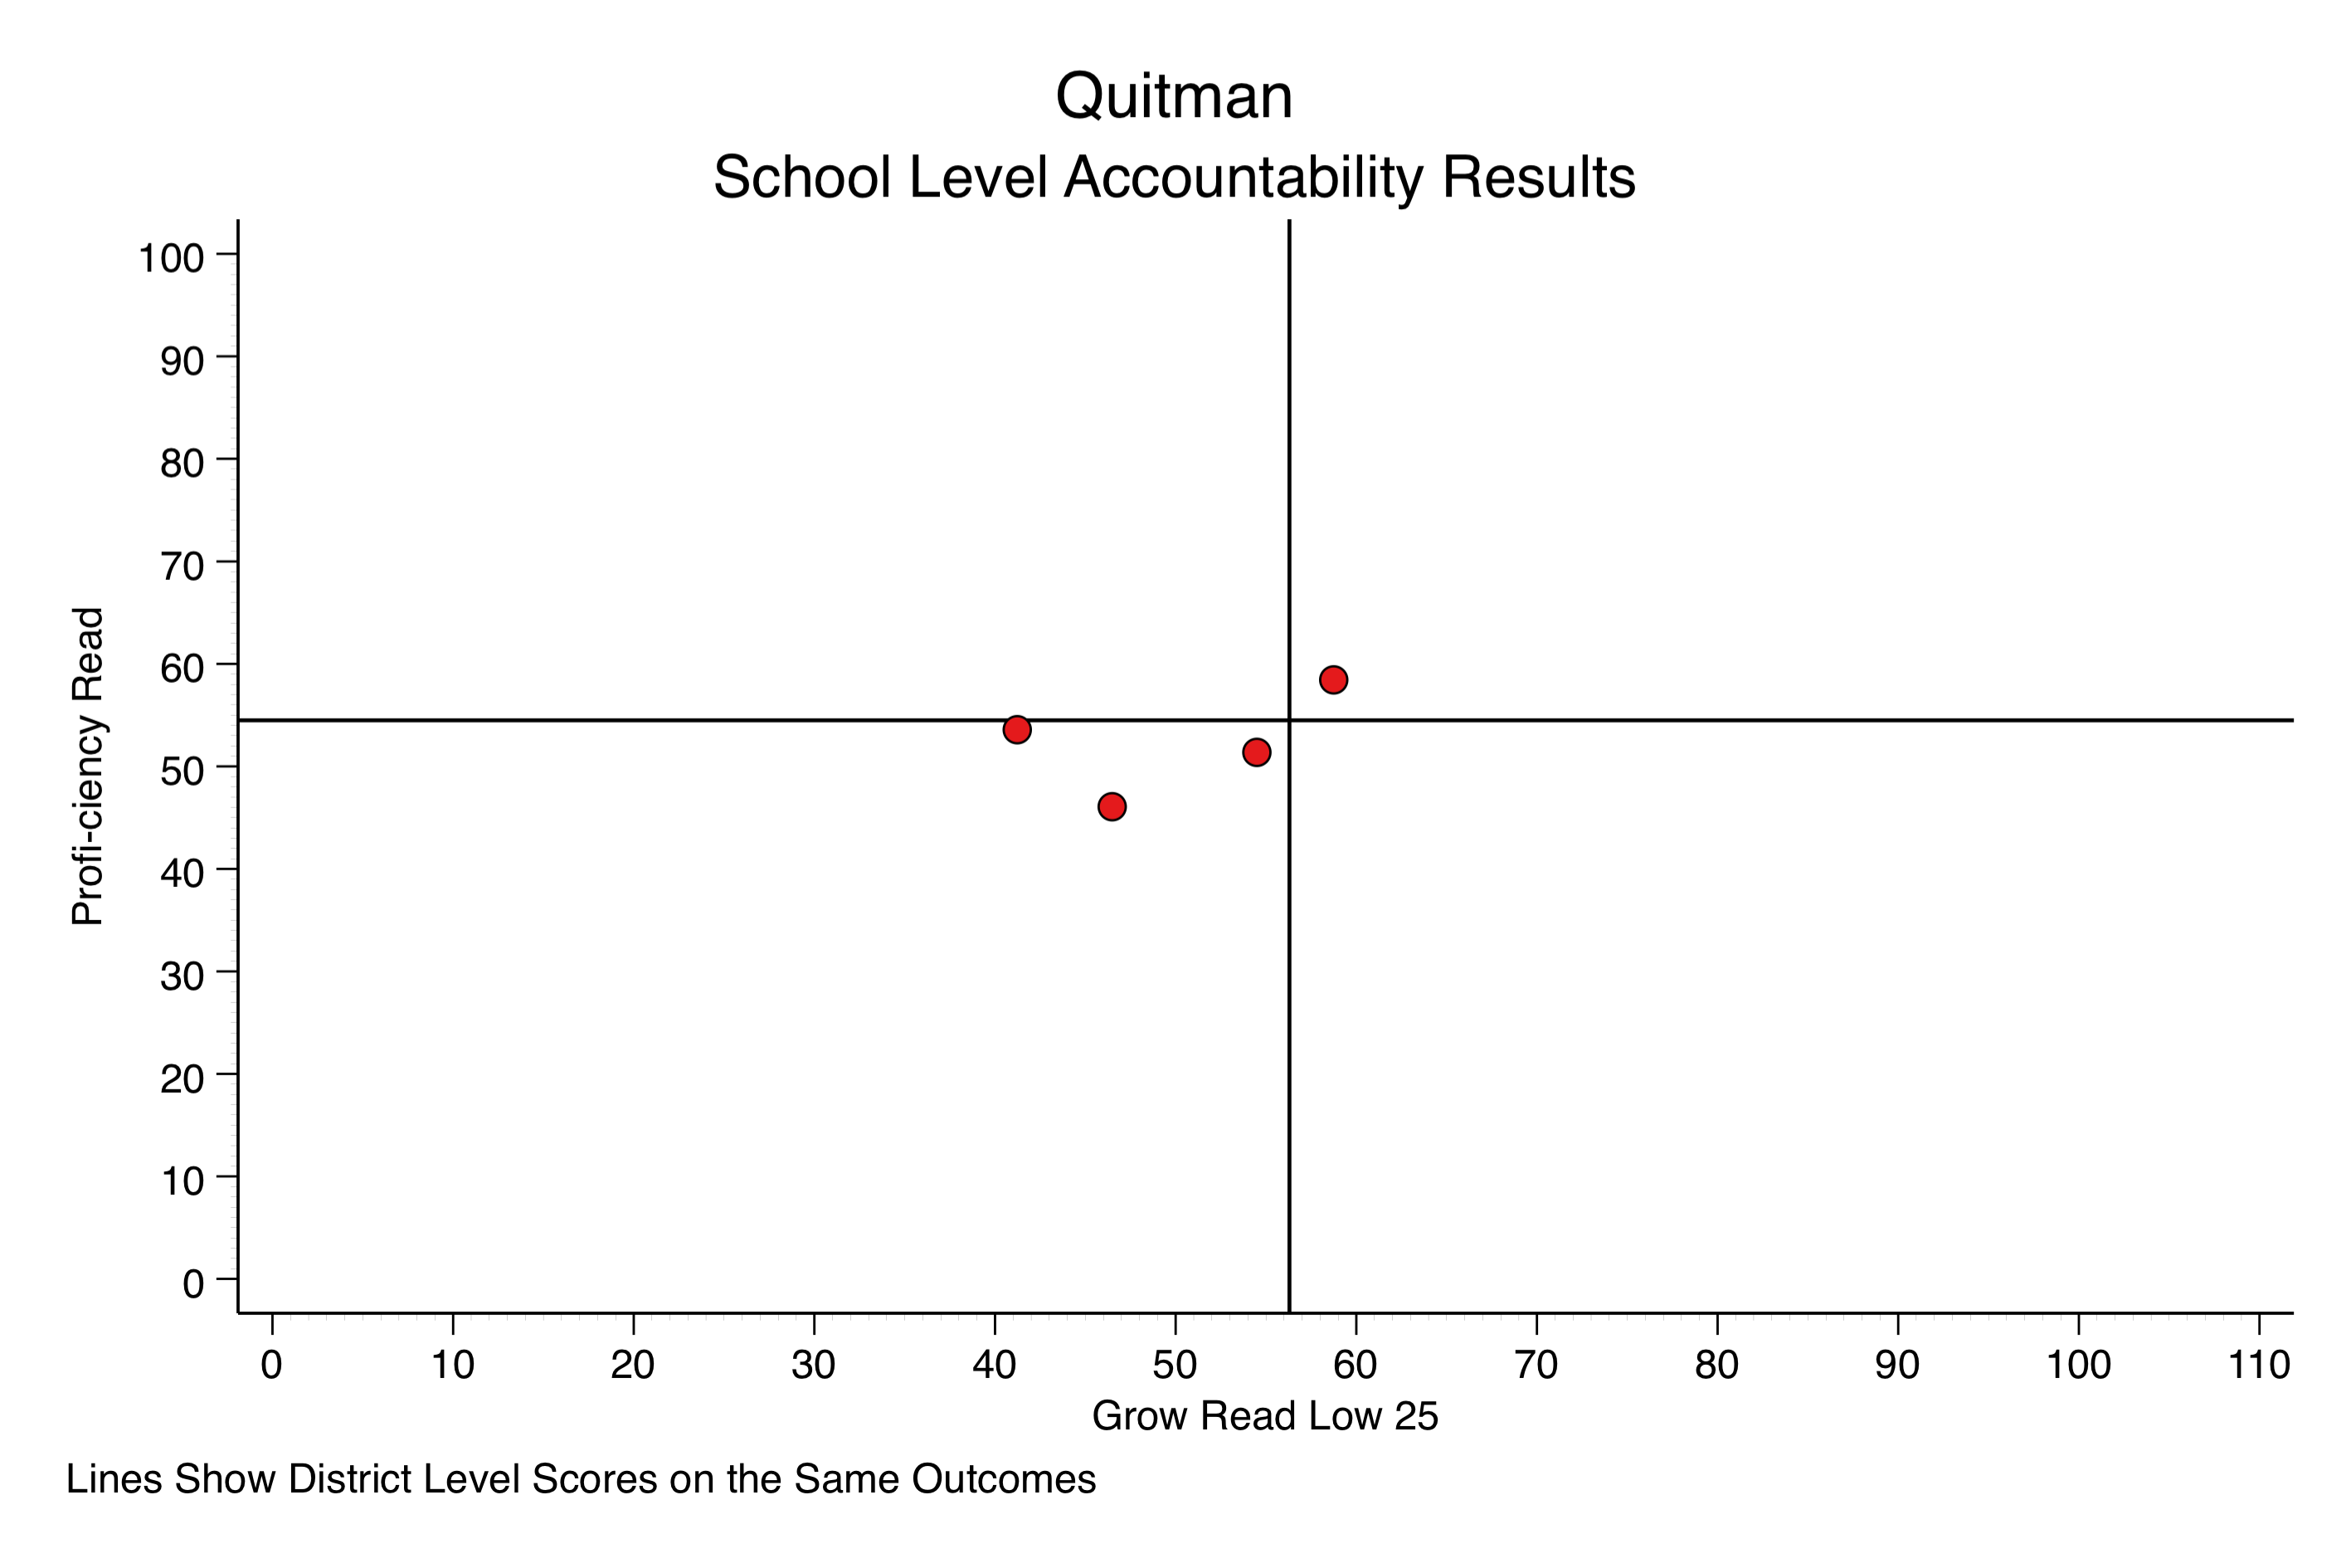 Quitman
School Level Accountability Results
100
90
80
70
60
50
40
30
20
10
0
Profi-ciency Read
0 10 20 30 40 50 60 70 80 90 100 110
Grow Read Low 25
Lines Show District Level Scores on the Same Outcomes